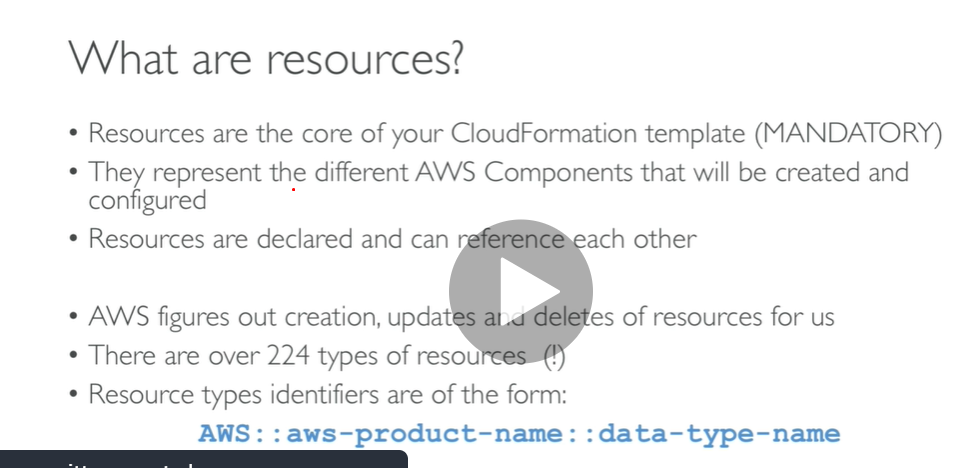 What are resources?
• Resources are the core of your CloudFormation template (MANDATORY)
• They represent the different AWS Components that will be created and
configured
• Resources are declared and can reference each other
• AWS figures out creation, updates and deletes of resources for us
• There are over 224 types of resources (!)
• Resource types identifiers are of the form:
AWS::aws-product-name::data-type-name